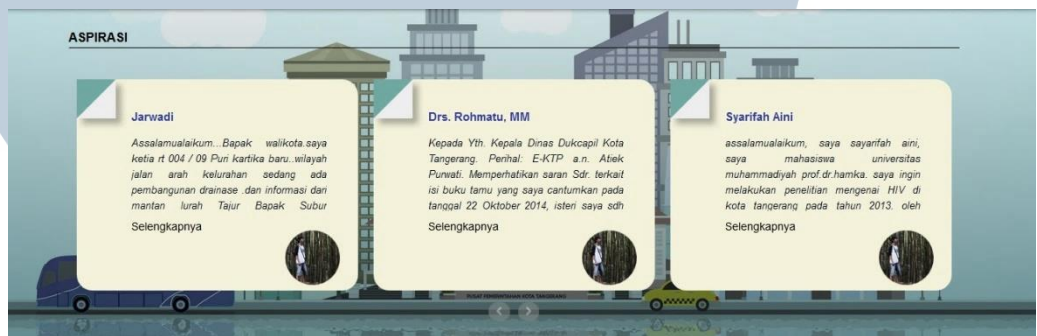 ASPIRASI
Jarwadi
Assalamualaikum...Bapak walikota.saya
ketia rt 004 / 09 Puri kartika baru..wilayah
jalan arah kelurahan sedang ada
pembangunan drainase .dan informasi dari
mantan lurah Tajur Bapak Subur
Selengkapnya
Drs. Rohmatu, MM
Kepada Yth. Kepala Dinas Dukcapil Kota
Tangerang. Perihal: E-KTP a.n. Atiek
Purwati. Memperhatikan saran Sdr. terkait
isi buku tamu yang saya cantumkan pada
tanggal 22 Oktober 2014, isteri saya sdh
Selengkapnya
Syarifah Aini
assalamualaikum, saya sayarifah aini,
saya mahasiswa universitas
muhammadiyah prof.dr.hamka. saya ingin
melakukan penelitian mengenai HIV di
kota tangerang pada tahun 2013. oleh
Selengkapnya
PUSAT PEMERINTAHAN KOTA TANGERANG